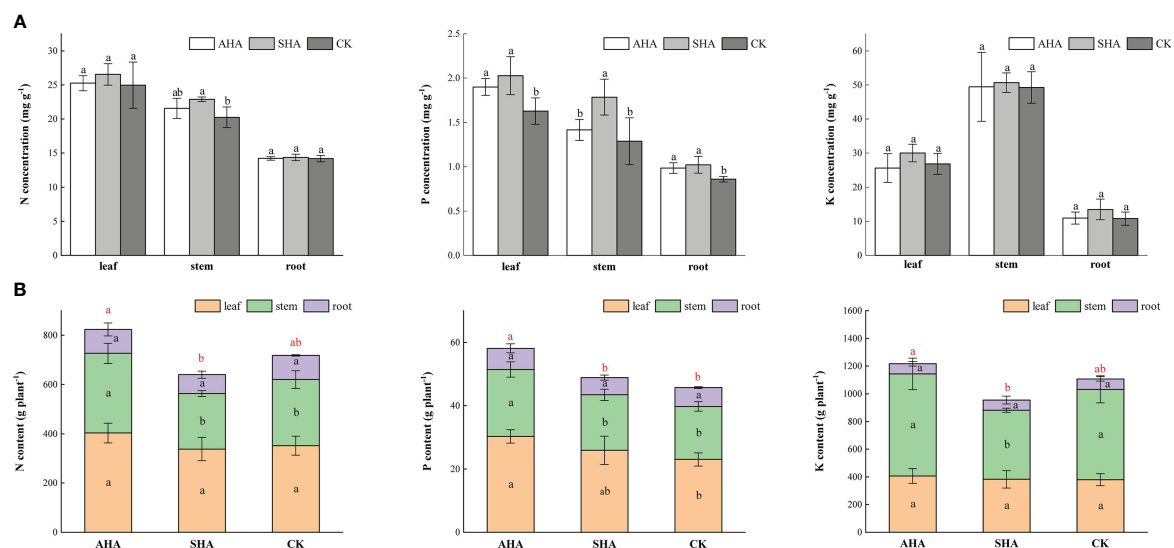 A
N concentration (mg g-1)
30
25
20
15
10
5
0
AHA SHA CK
a a a
ab a b
a a a
leaf stem root
P concentration (mg g-1)
2.5
2.0
1.5
1.0
0.5
0.0
AHA SHA CK
a a b
b a b
a a b
leaf stem root
K concentration (mg g-1)
60
50
40
30
20
10
0
AHA SHA CK
a a a
a a a
a a a
leaf stem root
B
N content (g plant-1)
800
600
400
200
0
leaf stem root
a b ab
a a a
a b b
a a a
AHA SHA CK
P content (g plant-1)
60
40
20
0
leaf stem root
a b b
a a a
a b b
a ab b
AHA SHA CK
K content (g plant-1)
1600
1400
1200
1000
800
600
400
200
0
leaf stem root
a b ab
a a a
a b a
a a a
AHA SHA CK